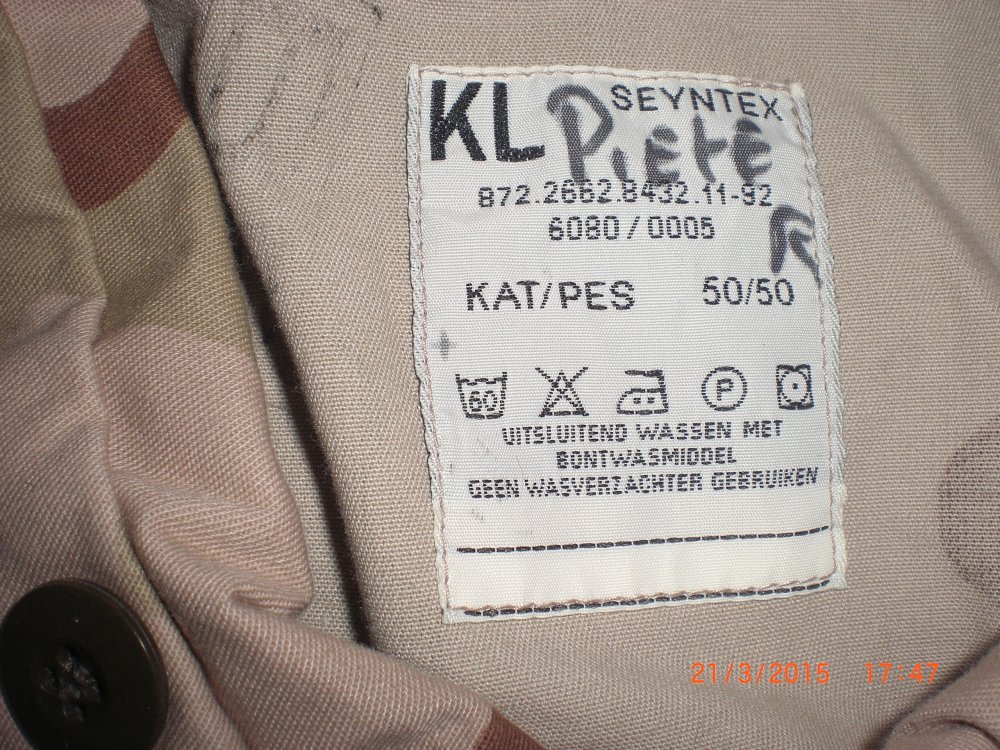 KL SEYNTEX
PiEtE R
872.2662.8432.11-92
6080/0005
KAT/PES 50/50
60 P
UITSLUITEND WASSEN MET
BONTWASMIDDEL
GEEN WASVERZACHTER GEBRUIKEN
21/3/2015 17:47